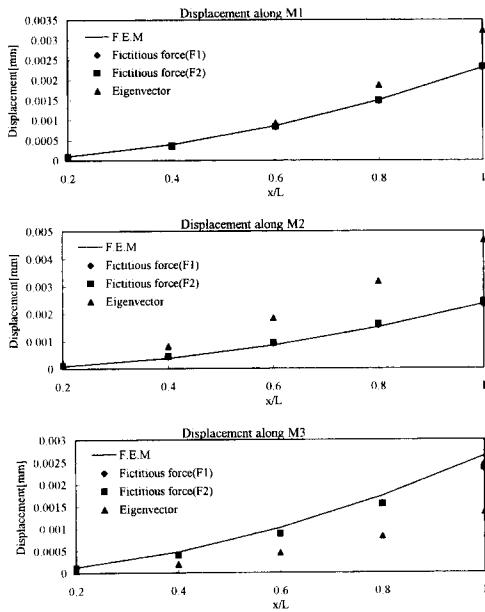 Displacement along M1
0.0035
0.003
0.0025
0.002
0.0015
0.001
0.0005
0
Displacement[mm]
F.E.M
Fictitious force(F1)
Fictitious force(F2)
Eigenvector
0.2 0.4 0.6 0.8 1
x/L
Displacement along M2
0.005
0.004
0.003
0.002
0.001
0
Displacement[mm]
F.E.M
Fictitious force(F1)
Fictitious force(F2)
Eigenvector
0.2 0.4 0.6 0.8 1
x/L
Displacement along M3
0.003
0.0025
0.002
0.0015
0.001
0.0005
0
Displacement[mm]
F.E.M
Fictitious force(F1)
Fictitious force(F2)
Eigenvector
0.2 0.4 0.6 0.8 1
x/L